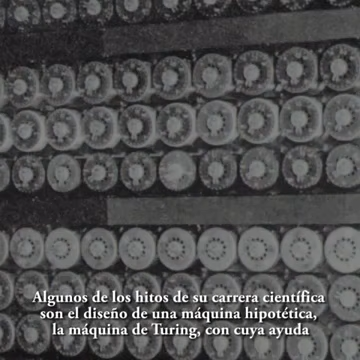 Algunos de los hitos de su carrera científica
son el diseño de una máquina hipotética,
la máquina de Turing, con cuya ayuda